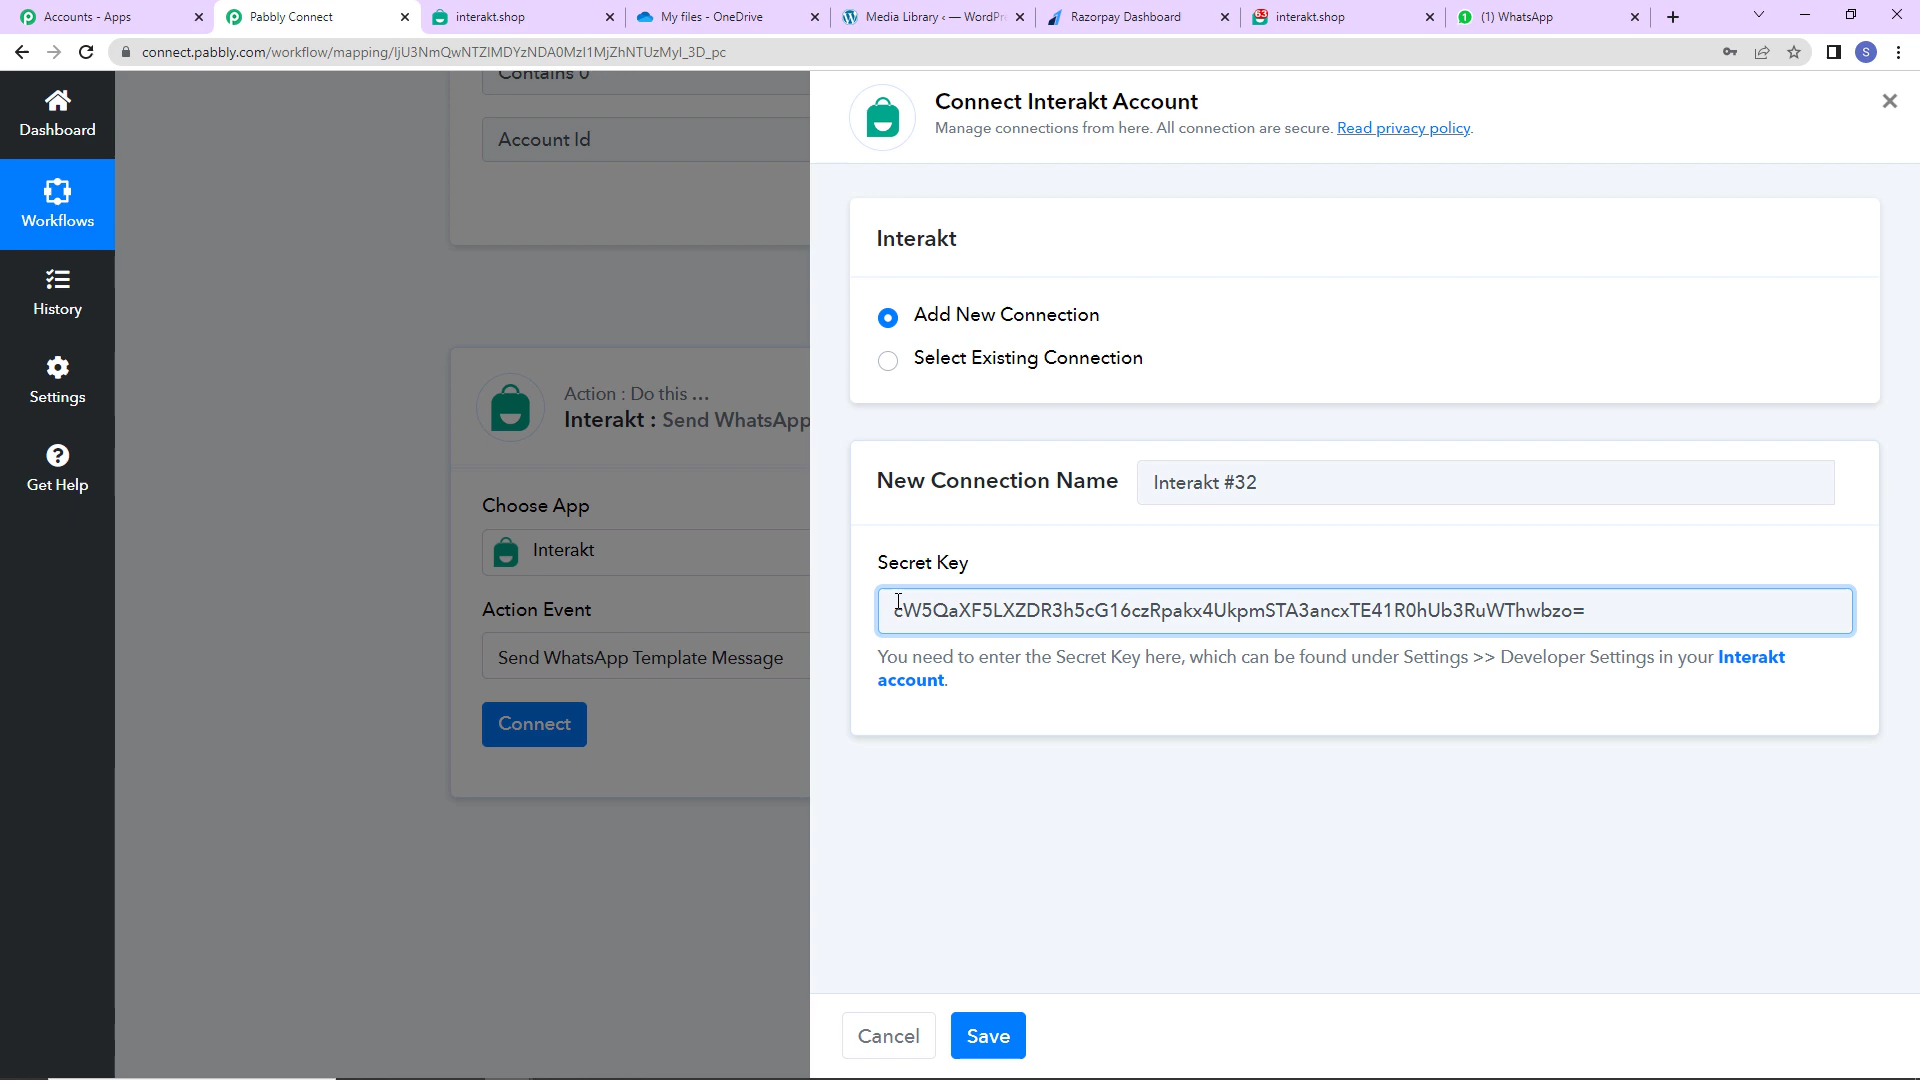 Accounts - Apps
Pabbly Connect
interakt.shop
My files - OneDrive
Media Library ‹ — WordPr
Razorpay Dashboard
63
interakt.shop
1
(1) WhatsApp
connect.pabbly.com/workflow/mapping/IjU3NmQwNTZlMDYzNDA0MzI1MjZhNTUzMyI_3D_pc
S
Dashboard
Workflows
History
Settings
Get Help
Contains 0
Account Id
Action : Do this ...
Interakt : Send WhatsApp
Choose App
Interakt
Action Event
Send WhatsApp Template Message
Connect
Connect Interakt Account
Manage connections from here. All connection are secure. Read privacy policy.
Interakt
Add New Connection
Select Existing Connection
New Connection Name
Interakt #32
Secret Key
cW5QaXF5LXZDR3h5cG16czRpakx4UkpmSTA3ancxTE41R0hUb3RuWThwbzo=
You need to enter the Secret Key here, which can be found under Settings >> Developer Settings in your Interakt
account.
Cancel
Save